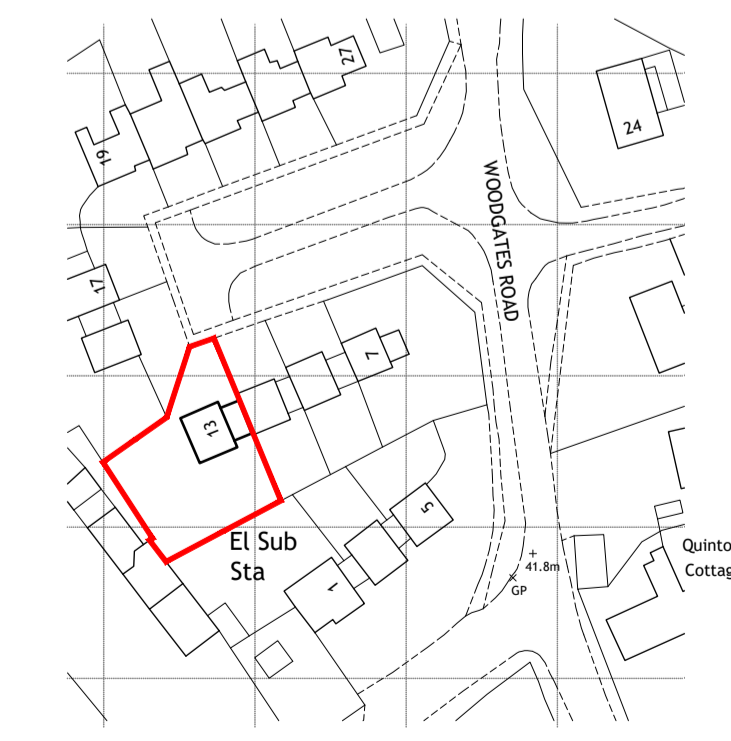 27
24
19
WOODGATES ROAD
17
7
13
5
El Sub
Sta
Quinto
Cottag
41.8m
GP
1